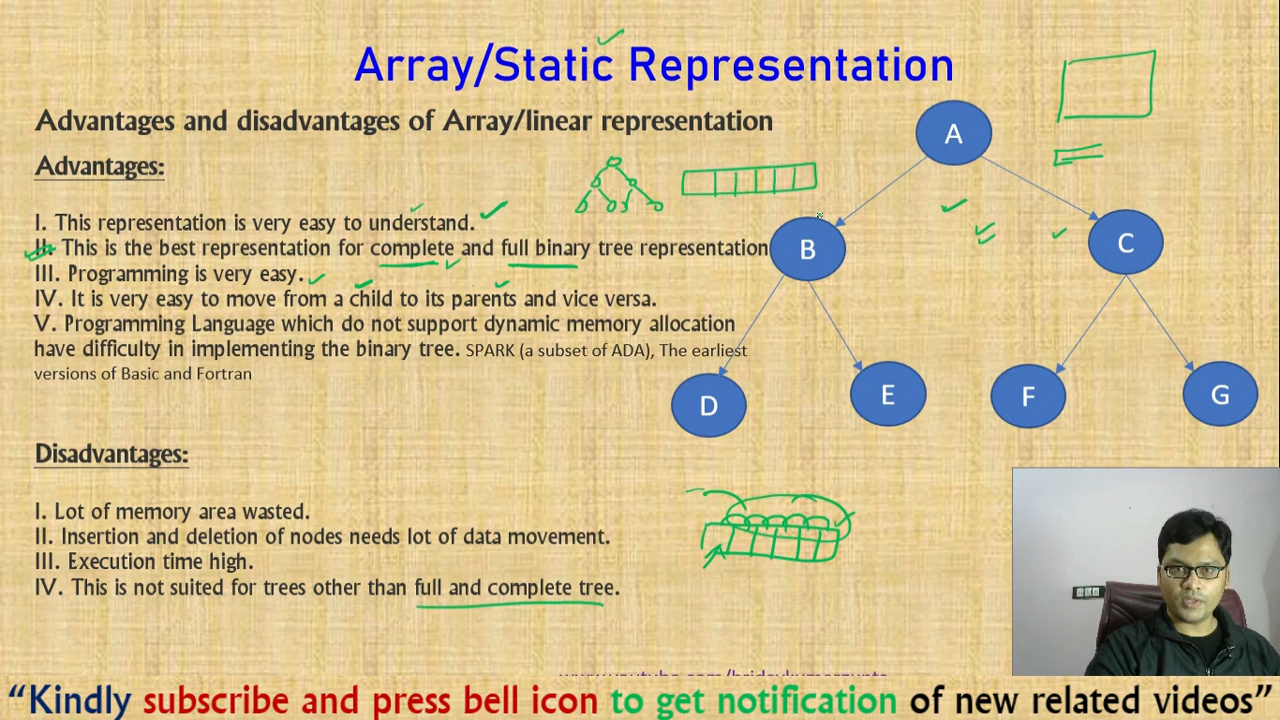 Array/Static Representation
Advantages and disadvantages of Array/linear representation
Advantages:
I. This representation is very easy to understand.
II. This is the best representation for complete and full binary tree representation
III. Programming is very easy.
IV. It is very easy to move from a child to its parents and vice versa.
V. Programming Language which do not support dynamic memory allocation
have difficulty in implementing the binary tree. SPARK (a subset of ADA), The earliest
versions of Basic and Fortran
A
B
C
D
E
F
G
Disadvantages:
I. Lot of memory area wasted.
II. Insertion and deletion of nodes needs lot of data movement.
III. Execution time high.
IV. This is not suited for trees other than full and complete tree.
“Kindly subscribe and press bell icon to get notification of new related videos”